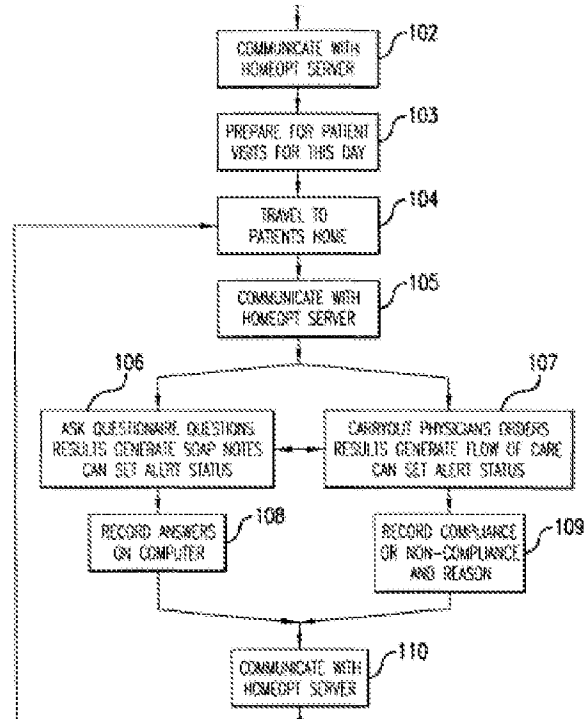 102
COMMUNICATE WITH
HOMEOPT SERVER
103
PREPARE FOR PATIENT
VISITS FOR THIS DAY
104
TRAVEL TO
PATIENTS HOME
105
COMMUNICATE WITH
HOMEOPT SERVER
106
107
ASK QUESTIONAIRE QUESTIONS
RESULTS GENERATE SOAP NOTES
CAN SET ALERT STATUS
CARRYOUT PHYSICIANS ORDERS
RESULTS GENERATE FLOW OF CARE
CAN SET ALERT STATUS
RECORD ANSWERS
ON COMPUTER
108
RECORD COMPLIANCE
OR NON-COMPLIANCE
AND REASON
109
COMMUNICATE WITH
HOMEOPT SERVER
110